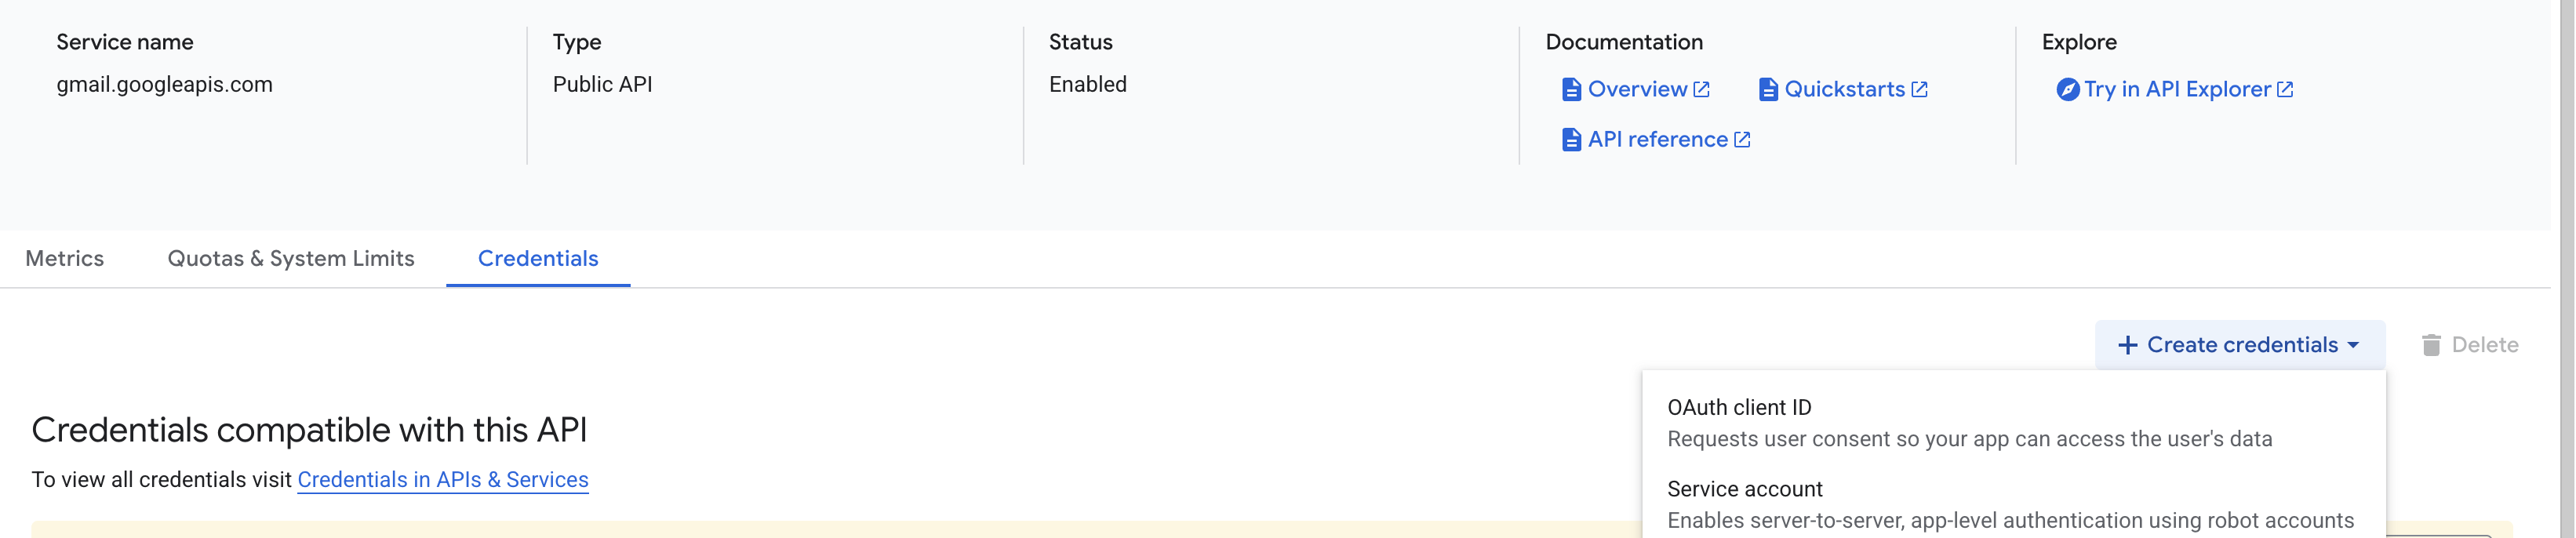 Service name
gmail.googleapis.com
Type
Public API
Status
Enabled
Documentation
Overview
Quickstarts
API reference
Explore
Try in API Explorer
Metrics
Quotas & System Limits
Credentials
+ Create credentials
Delete
OAuth client ID
Requests user consent so your app can access the user's data
Service account
Enables server-to-server, app-level authentication using robot accounts
Credentials compatible with this API
To view all credentials visit Credentials in APIs & Services